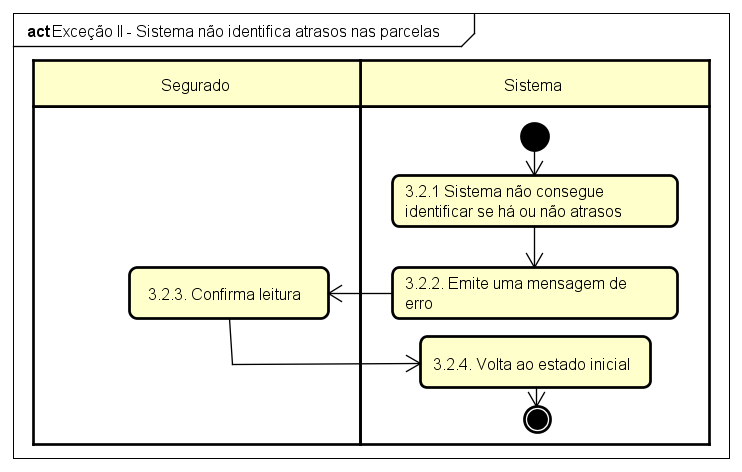 act Exceção II - Sistema não identifica atrasos nas parcelas
Segurado
Sistema
3.2.1 Sistema não consegue
identificar se há ou não atrasos
3.2.2. Emite uma mensagem de
erro
3.2.3. Confirma leitura
3.2.4. Volta ao estado inicial